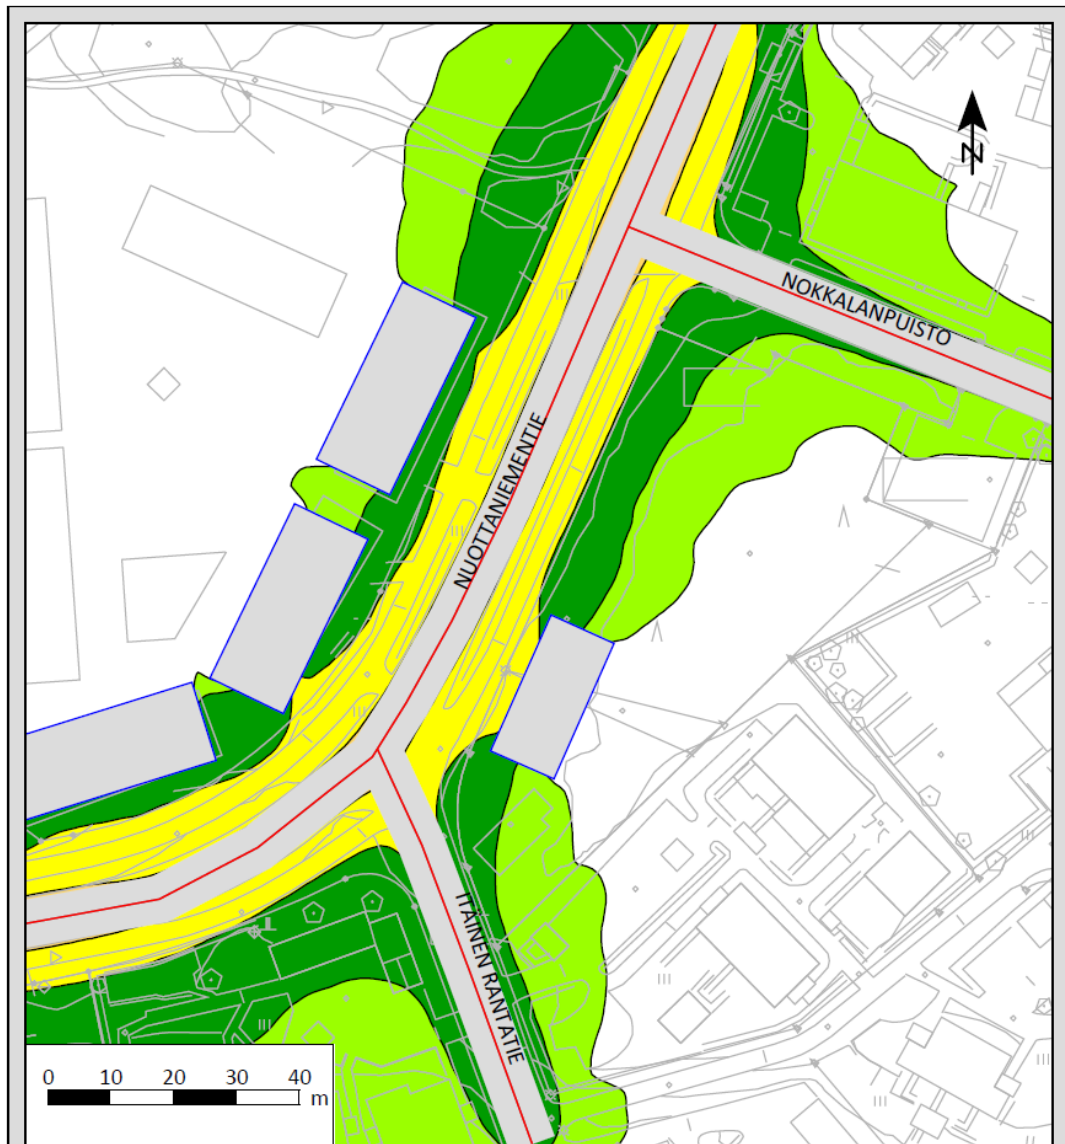 N
NOKKALANPUISTO
NUOTTANIEMENTIE
ITÄINEN RANTATIE
0 10 20 30 40
m